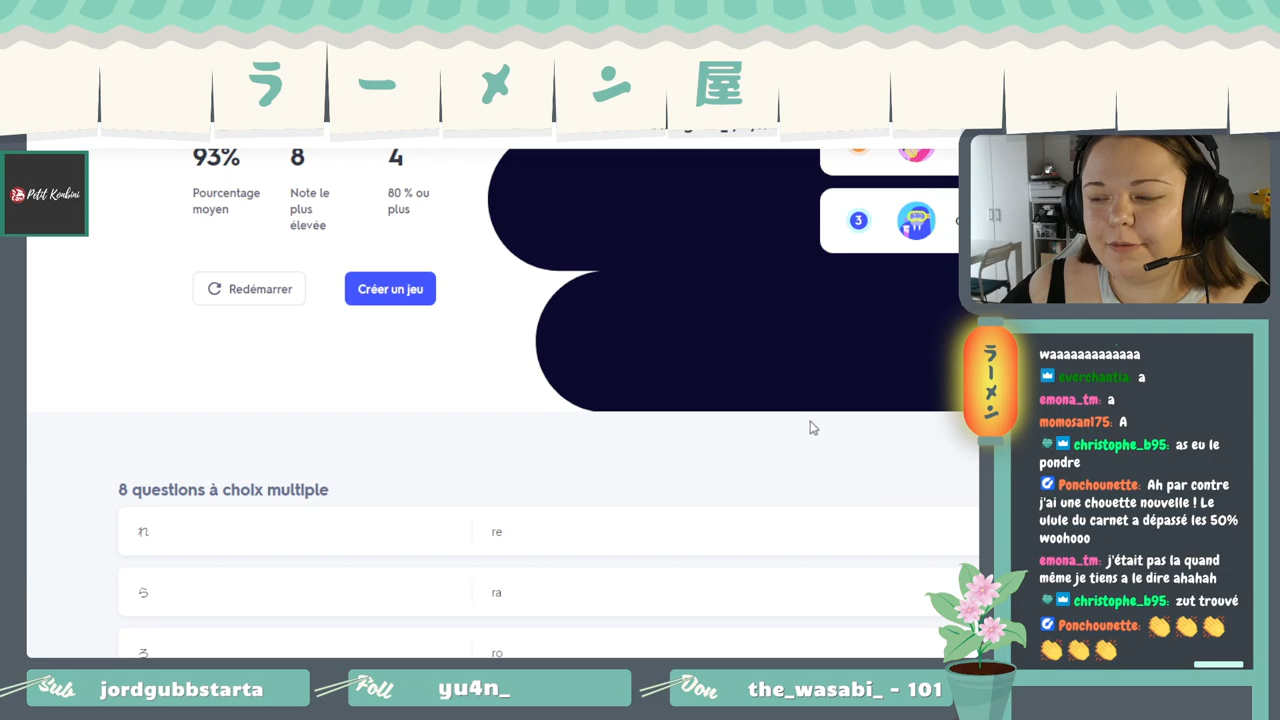 ラーメン屋
Petit Konbini
93%
8
4
Pourcentage
moyen
Note le
plus
élevée
80 % ou
plus
3
Redémarrer
Créer un jeu
8 questions à choix multiple
れ
re
ら
ra
ろ
ro
ラーメン
waaaaaaaaaaaaa
everchantia: a
emona_tm: a
momosan175: A
christophe_b95: as eu le
pondre
Ponchounette: Ah par contre
j'ai une chouette nouvelle ! Le
ulule du carnet a dépassé les 50%
woohooo
emona_tm: j'était pas la quand
même je tiens a le dire ahahah
christophe_b95: zut trouvé
Ponchounette: 👏 👏 👏
👏 👏 👏
Sub jordgubbstarta
Foll yu4n_
Don the_wasabi_ - 101